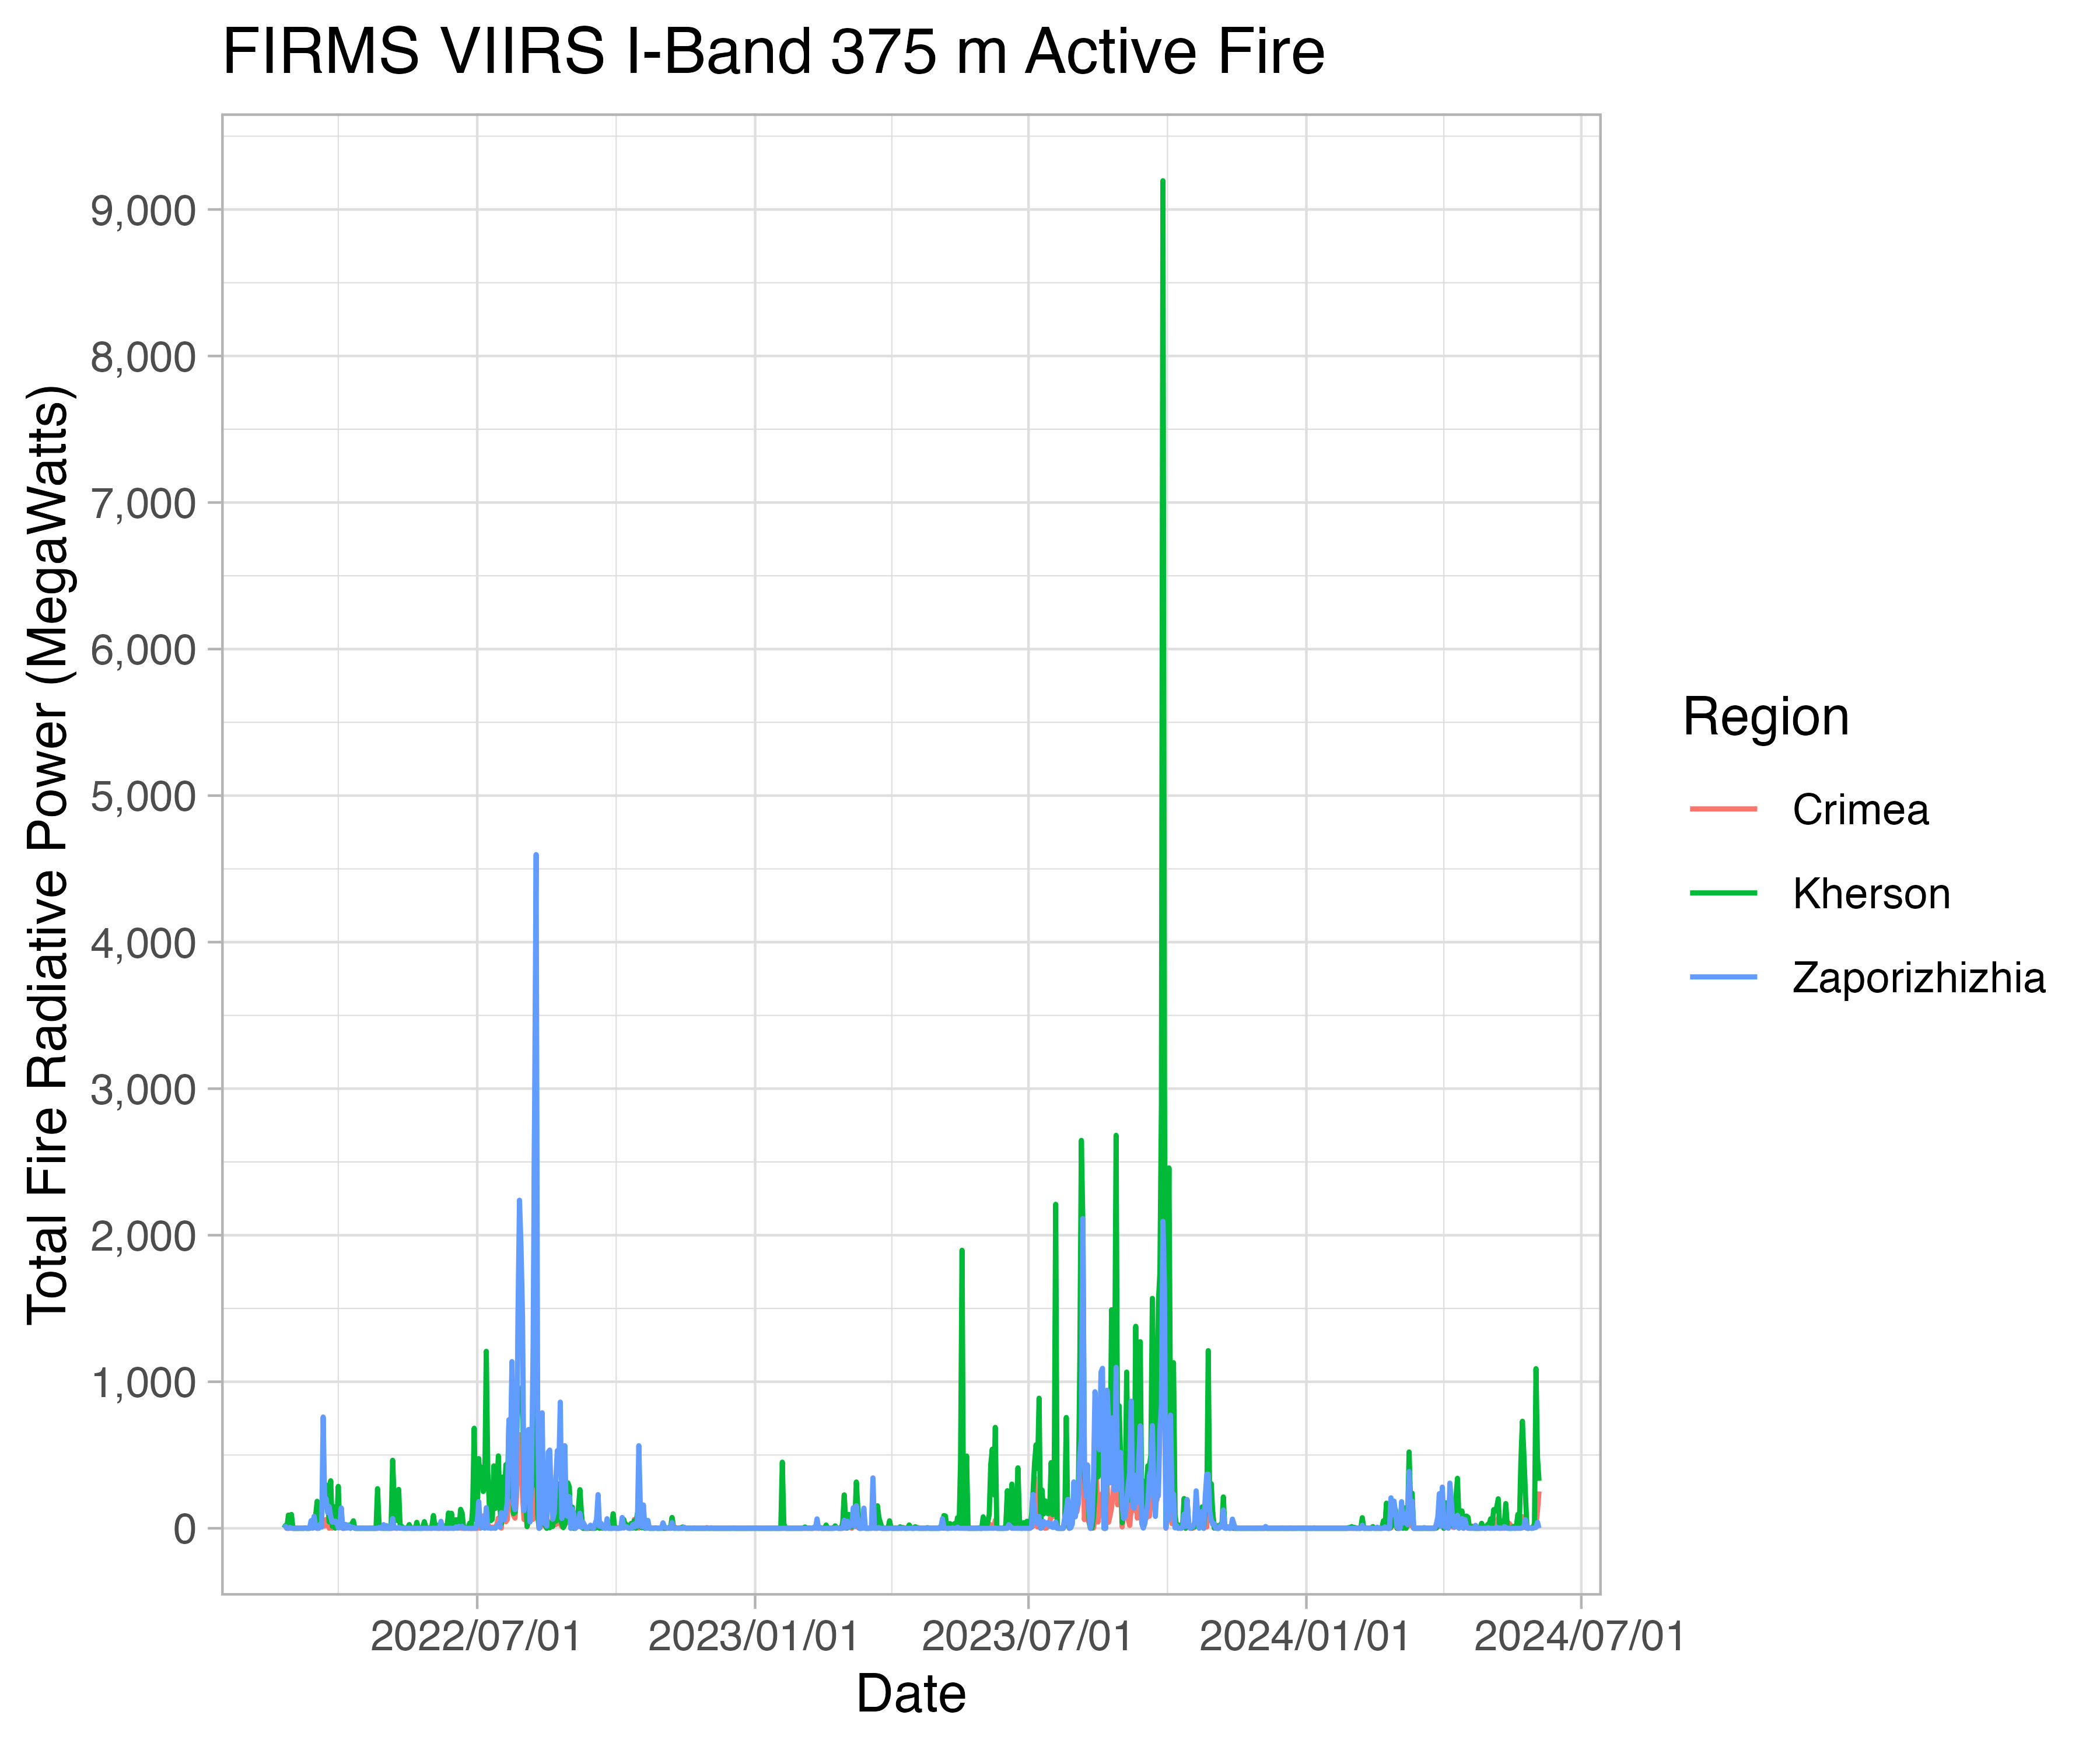 FIRMS VIIRS I-Band 375 m Active Fire
Total Fire Radiative Power (MegaWatts)
9,000
8,000
7,000
6,000
5,000
4,000
3,000
2,000
1,000
0
2022/07/01
2023/01/01
2023/07/01
2024/01/01
2024/07/01
Date
Region
Crimea
Kherson
Zaporizhizhia